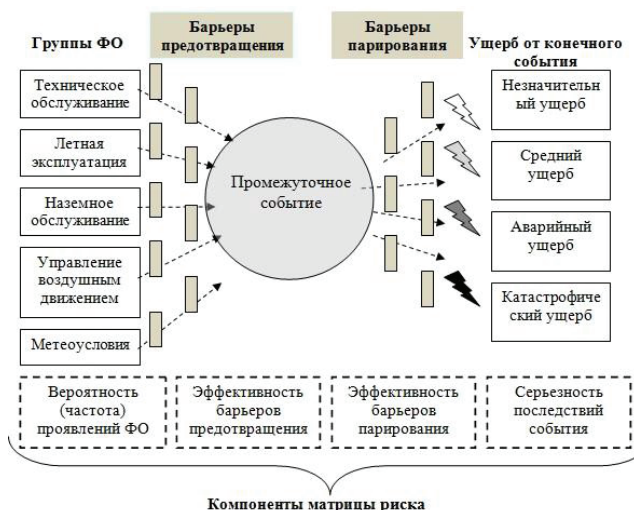 Группы ФО
Барьеры
предотвращения
Барьеры
парирования
Ущерб от конечного
события
Техническое
обслуживание
Летная
эксплуатация
Наземное
обслуживание
Управление
воздушным
движением
Метеоусловия
Промежуточное
событие
Незначительн
ый ущерб
Средний
ущерб
Аварийный
ущерб
Катастрофиче
ский ущерб
Вероятность
(частота)
проявлений ФО
Эффективность
барьеров
предотвращения
Эффективность
барьеров
парирования
Серьезность
последствий
события
Компоненты матрицы риска